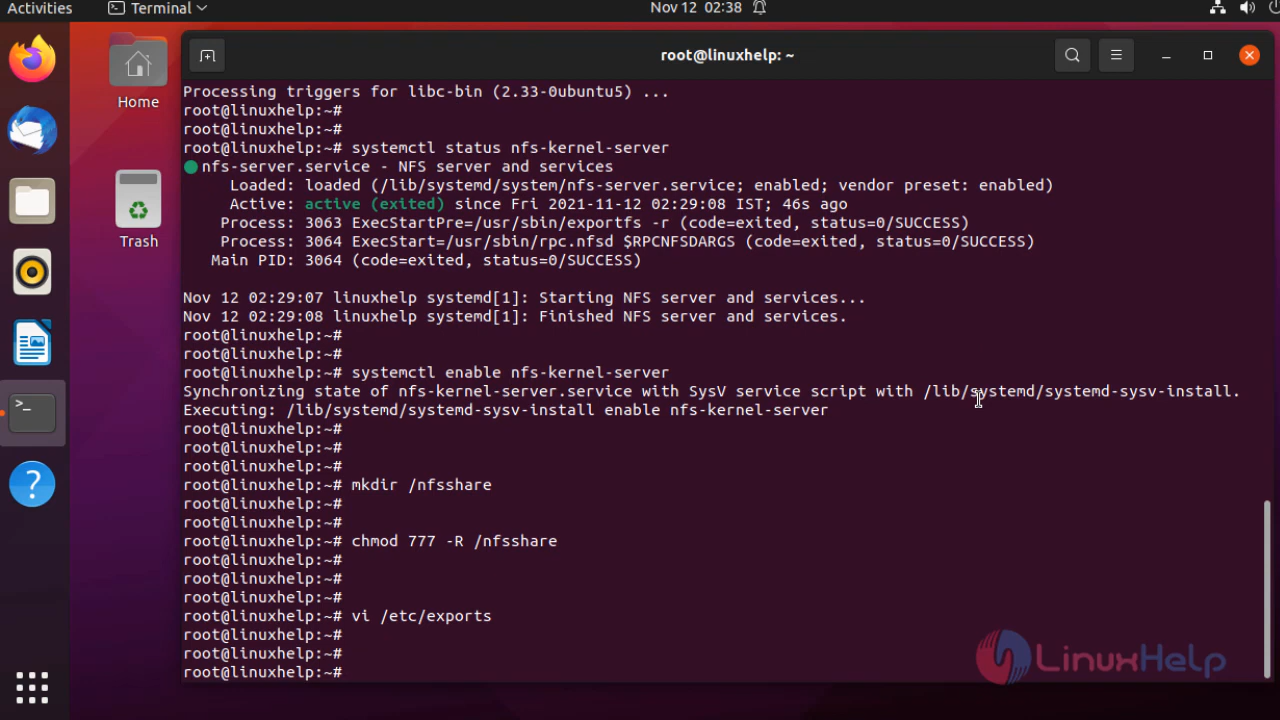 Activities Terminal Nov 12 02:38
root@linuxhelp: ~
Home
Trash
Processing triggers for libc-bin (2.33-0ubuntu5) ...
root@linuxhelp:~#
root@linuxhelp:~#
root@linuxhelp:~# systemctl status nfs-kernel-server
nfs-server.service - NFS server and services
Loaded: loaded (/lib/systemd/system/nfs-server.service; enabled; vendor preset: enabled)
Active: active (exited) since Fri 2021-11-12 02:29:08 IST; 46s ago
Process: 3063 ExecStartPre=/usr/sbin/exportfs -r (code=exited, status=0/SUCCESS)
Process: 3064 ExecStart=/usr/sbin/rpc.nfsd $RPCNFSDARGS (code=exited, status=0/SUCCESS)
Main PID: 3064 (code=exited, status=0/SUCCESS)
Nov 12 02:29:07 linuxhelp systemd[1]: Starting NFS server and services...
Nov 12 02:29:08 linuxhelp systemd[1]: Finished NFS server and services.
root@linuxhelp:~#
root@linuxhelp:~#
root@linuxhelp:~# systemctl enable nfs-kernel-server
Synchronizing state of nfs-kernel-server.service with SysV service script with /lib/systemd/systemd-sysv-install.
Executing: /lib/systemd/systemd-sysv-install enable nfs-kernel-server
root@linuxhelp:~#
root@linuxhelp:~#
root@linuxhelp:~#
root@linuxhelp:~# mkdir /nfsshare
root@linuxhelp:~#
root@linuxhelp:~#
root@linuxhelp:~# chmod 777 -R /nfsshare
root@linuxhelp:~#
root@linuxhelp:~#
root@linuxhelp:~#
root@linuxhelp:~# vi /etc/exports
root@linuxhelp:~#
root@linuxhelp:~#
root@linuxhelp:~#
LinuxHelp